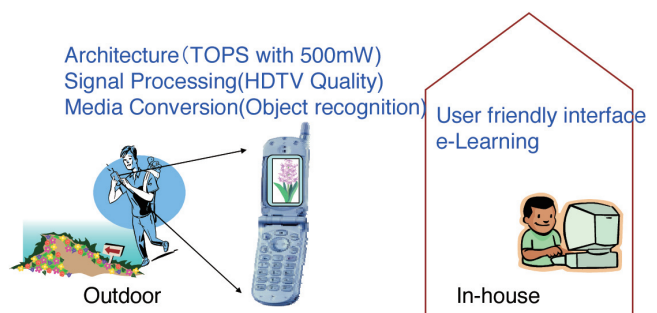 Architecture(TOPS with 500mW)
Signal Processing(HDTV Quality)
Media Conversion(Object recognition)
User friendly interface
e-Learning
Outdoor
In-house